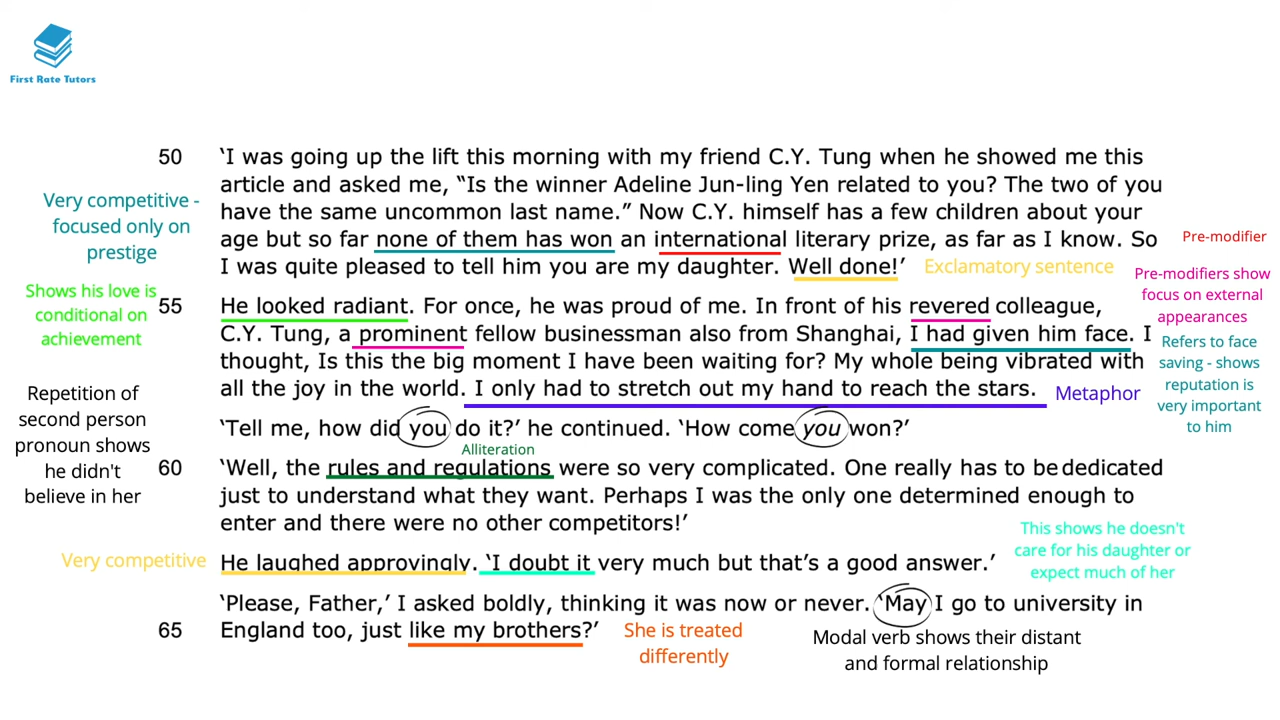 First Rate Tutors
50 ‘I was going up the lift this morning with my friend C.Y. Tung when he showed me this
article and asked me, “Is the winner Adeline Jun-ling Yen related to you? The two of you
have the same uncommon last name.” Now C.Y. himself has a few children about your
age but so far none of them has won an international literary prize, as far as I know. So
I was quite pleased to tell him you are my daughter. Well done!’
Very competitive -
focused only on
prestige
Pre-modifier
Exclamatory sentence
Pre-modifiers show
focus on external
appearances
55 He looked radiant. For once, he was proud of me. In front of his revered colleague,
C.Y. Tung, a prominent fellow businessman also from Shanghai, I had given him face. I
thought, Is this the big moment I have been waiting for? My whole being vibrated with
all the joy in the world. I only had to stretch out my hand to reach the stars.
Shows his love is
conditional on
achievement
Refers to face
saving - shows
reputation is
very important
to him
Metaphor
‘Tell me, how did you do it?’ he continued. ‘How come you won?’
Repetition of
second person
pronoun shows
he didn't
believe in her
Alliteration
60 ‘Well, the rules and regulations were so very complicated. One really has to be dedicated
just to understand what they want. Perhaps I was the only one determined enough to
enter and there were no other competitors!’
He laughed approvingly. ‘I doubt it very much but that’s a good answer.’
Very competitive
This shows he doesn't
care for his daughter or
expect much of her
‘Please, Father,’ I asked boldly, thinking it was now or never. ‘May I go to university in
65 England too, just like my brothers?’
She is treated
differently
Modal verb shows their distant
and formal relationship